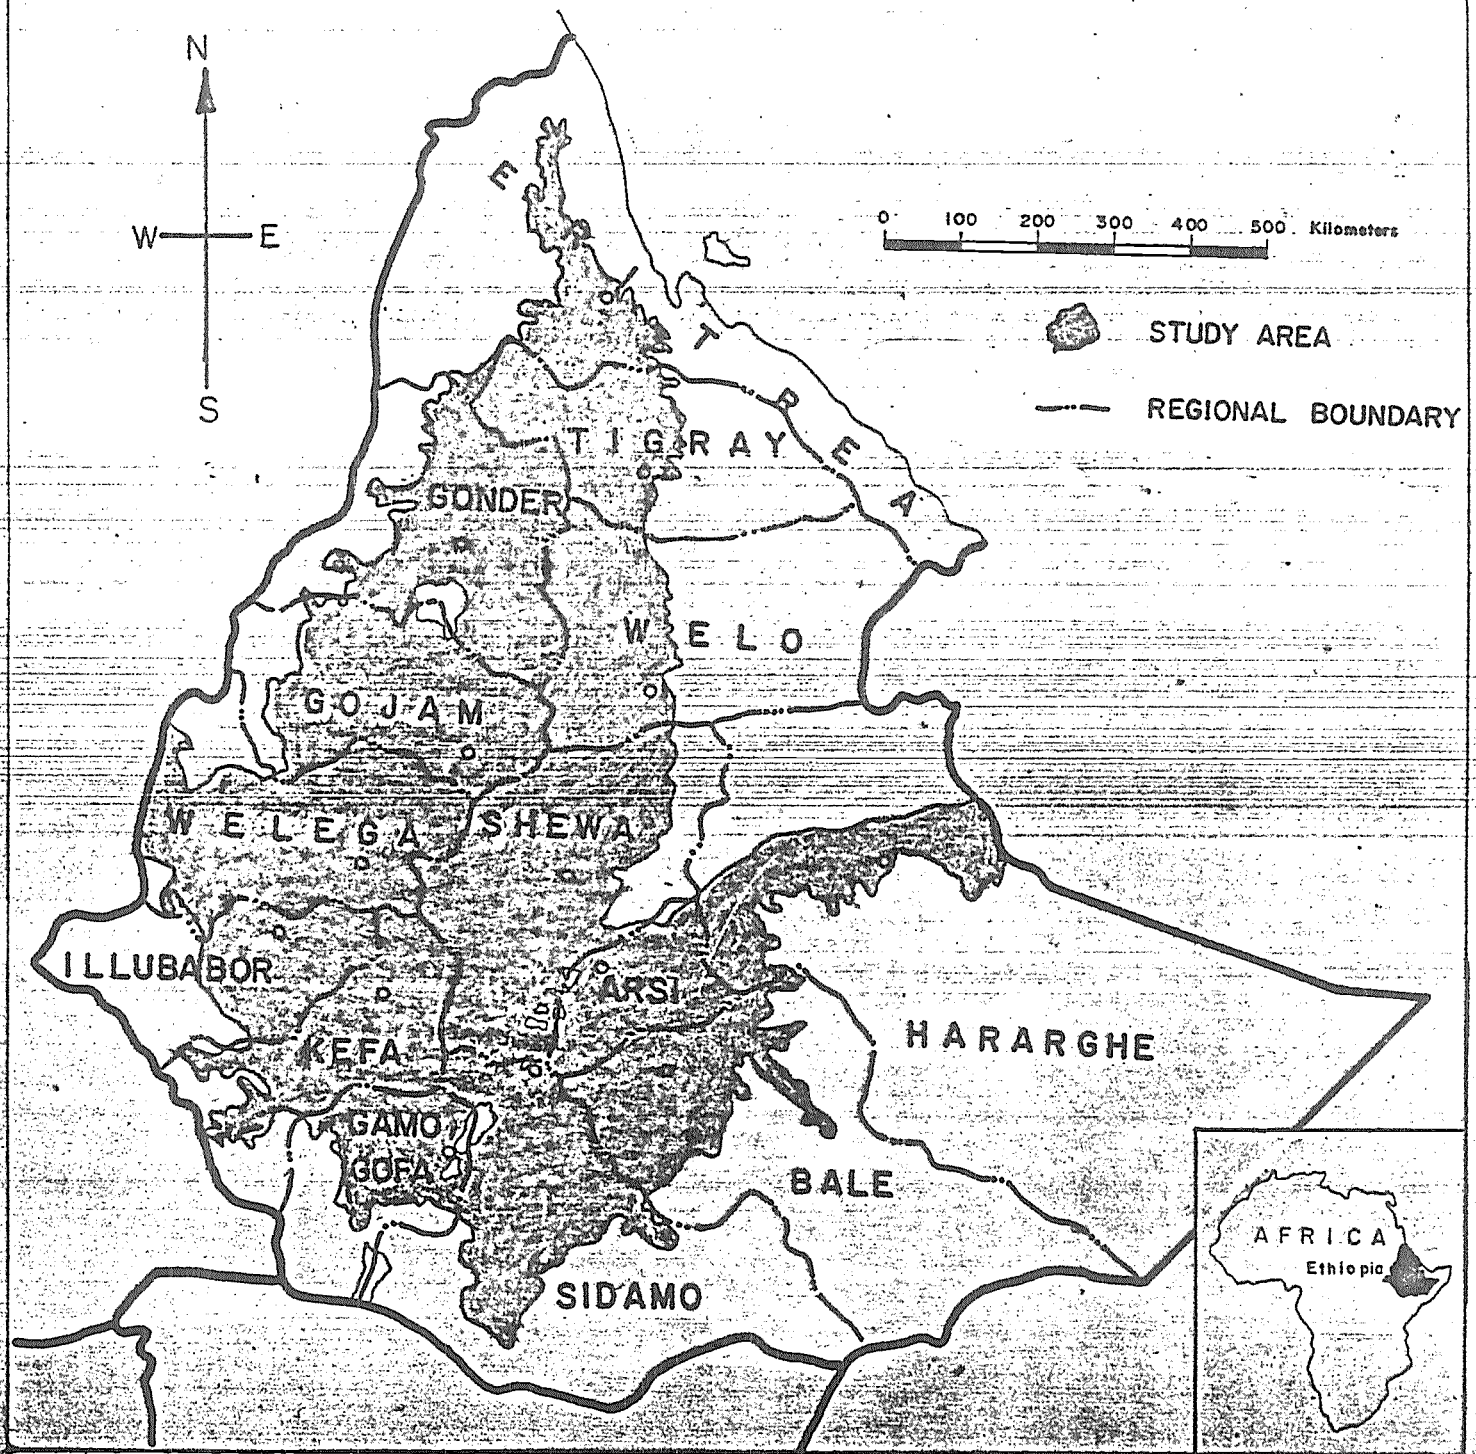 N
W E
S
0 100 200 300 400 500 Kilometers
STUDY AREA
REGIONAL BOUNDARY
E T R E A
TIGRAY
GONDER
WELO
GOJAM
WELEGA
SHEWA
ILLUBABOR
ARSI
KEFA
HARARGHE
GAMO
GOFA
BALE
SIDAMO
AFRICA
Ethiopia